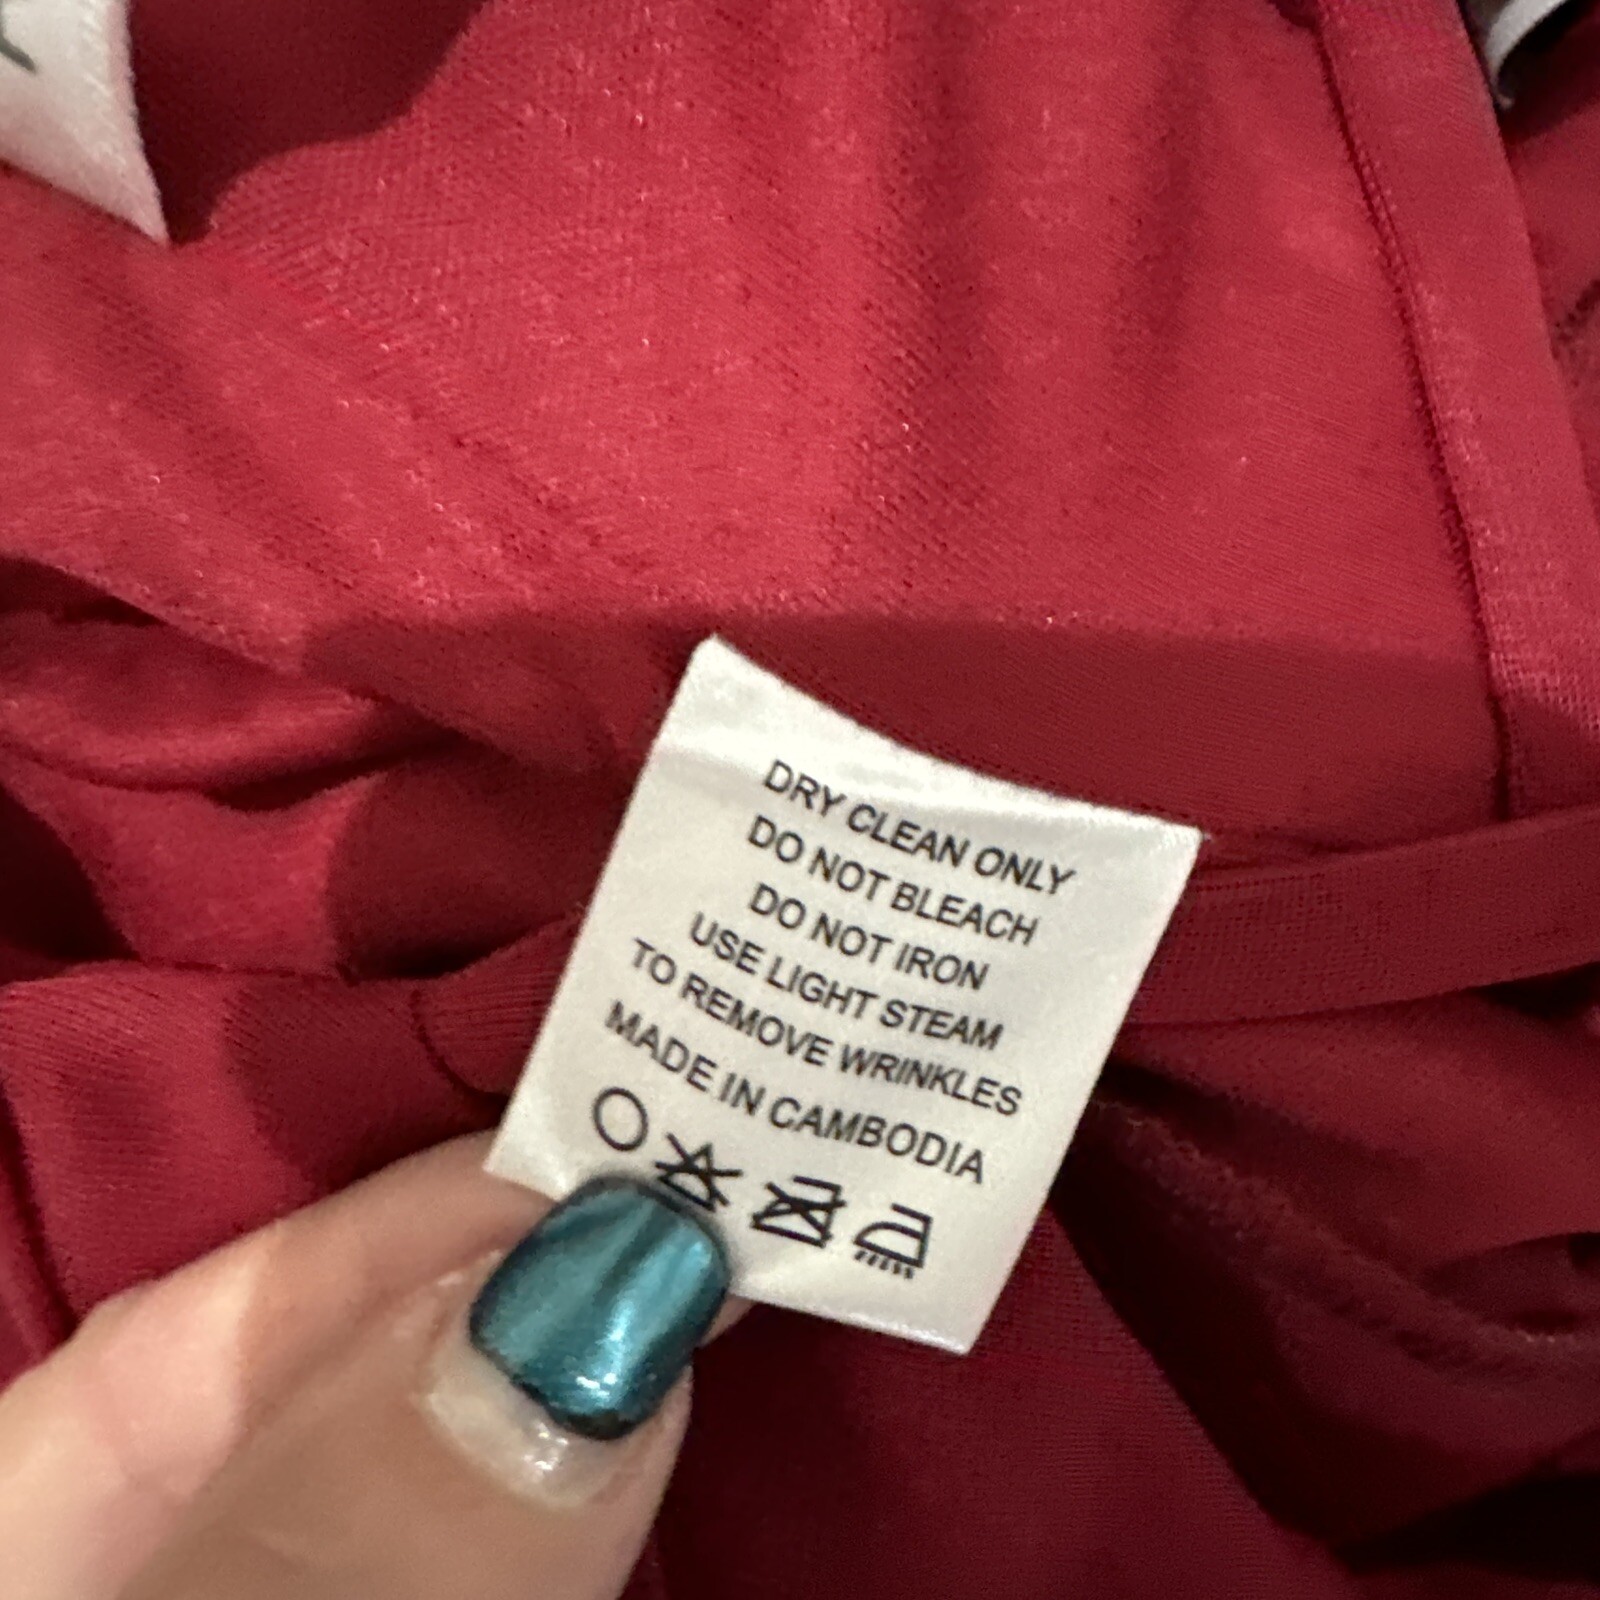 DRY CLEAN ONLY
DO NOT BLEACH
DO NOT IRON
USE LIGHT STEAM
TO REMOVE WRINKLES
MADE IN CAMBODIA